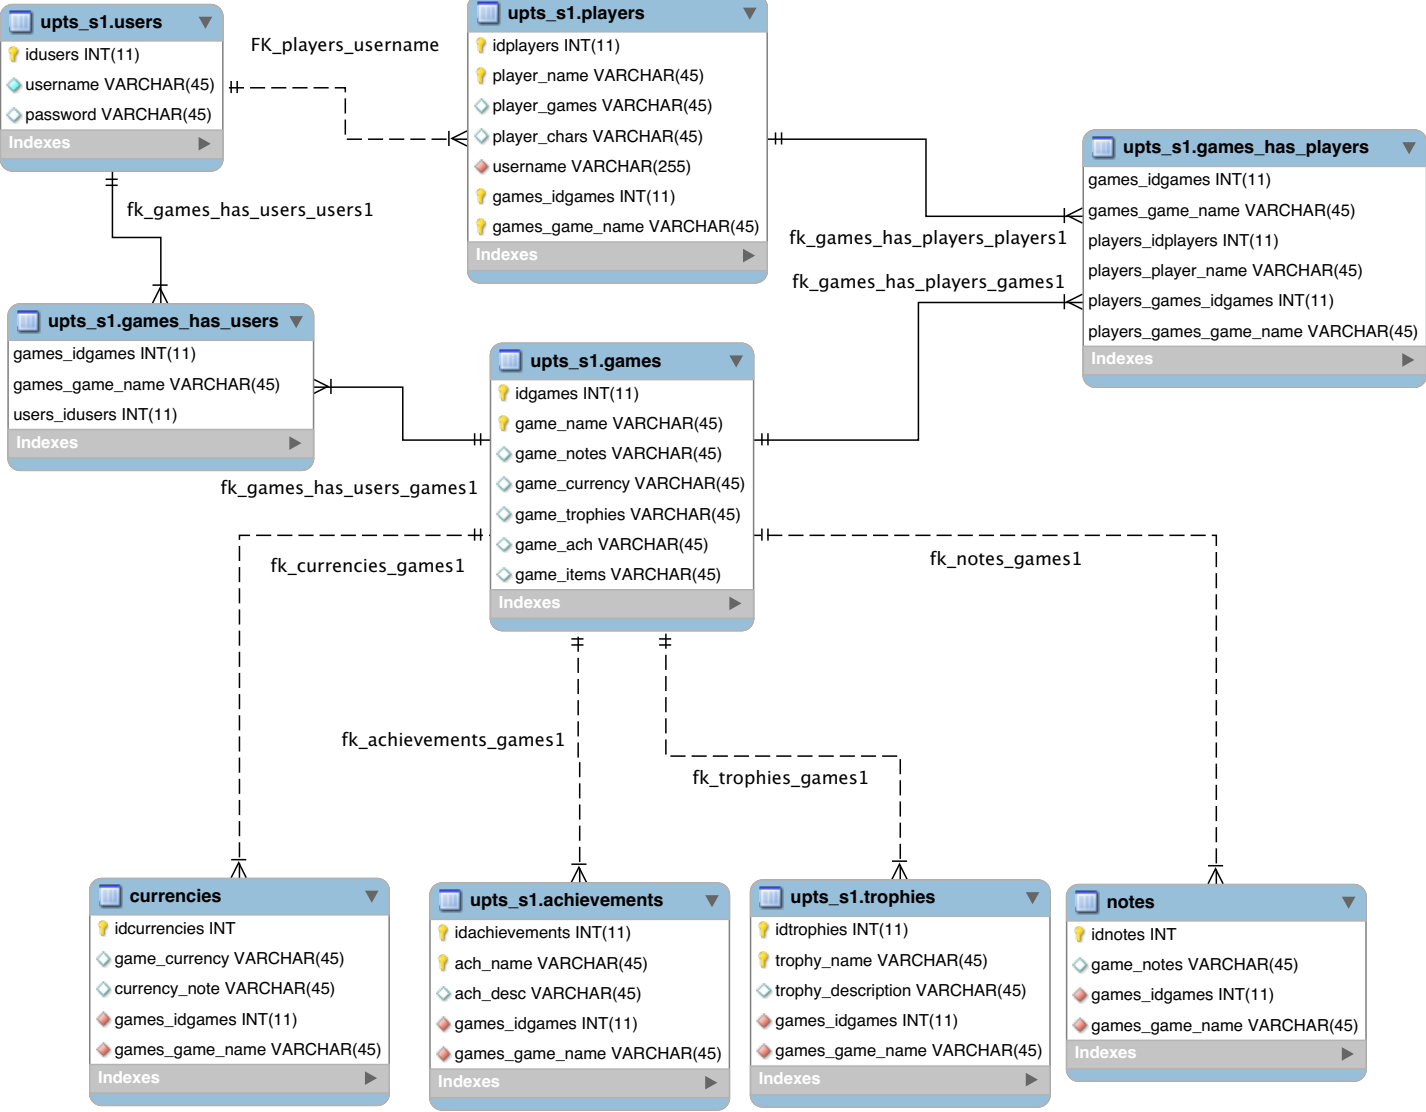 upts_s1.users
idusers INT(11)
username VARCHAR(45)
password VARCHAR(45)
Indexes
FK_players_username
upts_s1.players
idplayers INT(11)
player_name VARCHAR(45)
player_games VARCHAR(45)
player_chars VARCHAR(45)
username VARCHAR(255)
games_idgames INT(11)
games_game_name VARCHAR(45)
Indexes
upts_s1.games_has_players
games_idgames INT(11)
games_game_name VARCHAR(45)
players_idplayers INT(11)
players_player_name VARCHAR(45)
players_games_idgames INT(11)
players_games_game_name VARCHAR(45)
Indexes
fk_games_has_users_users1
fk_games_has_players_players1
fk_games_has_players_games1
upts_s1.games_has_users
games_idgames INT(11)
games_game_name VARCHAR(45)
users_idusers INT(11)
Indexes
upts_s1.games
idgames INT(11)
game_name VARCHAR(45)
game_notes VARCHAR(45)
game_currency VARCHAR(45)
game_trophies VARCHAR(45)
game_ach VARCHAR(45)
game_items VARCHAR(45)
Indexes
fk_games_has_users_games1
fk_currencies_games1
fk_notes_games1
fk_achievements_games1
fk_trophies_games1
currencies
idcurrencies INT
game_currency VARCHAR(45)
currency_note VARCHAR(45)
games_idgames INT(11)
games_game_name VARCHAR(45)
Indexes
upts_s1.achievements
idachievements INT(11)
ach_name VARCHAR(45)
ach_desc VARCHAR(45)
games_idgames INT(11)
games_game_name VARCHAR(45)
Indexes
upts_s1.trophies
idtrophies INT(11)
trophy_name VARCHAR(45)
trophy_description VARCHAR(45)
games_idgames INT(11)
games_game_name VARCHAR(45)
Indexes
notes
idnotes INT
game_notes VARCHAR(45)
games_idgames INT(11)
games_game_name VARCHAR(45)
Indexes